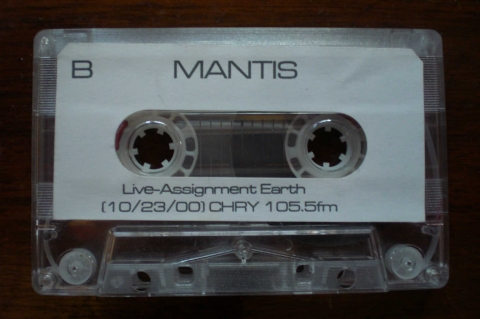 B MANTIS
Live-Assignment Earth
(10/23/00) CHRY 105.5fm